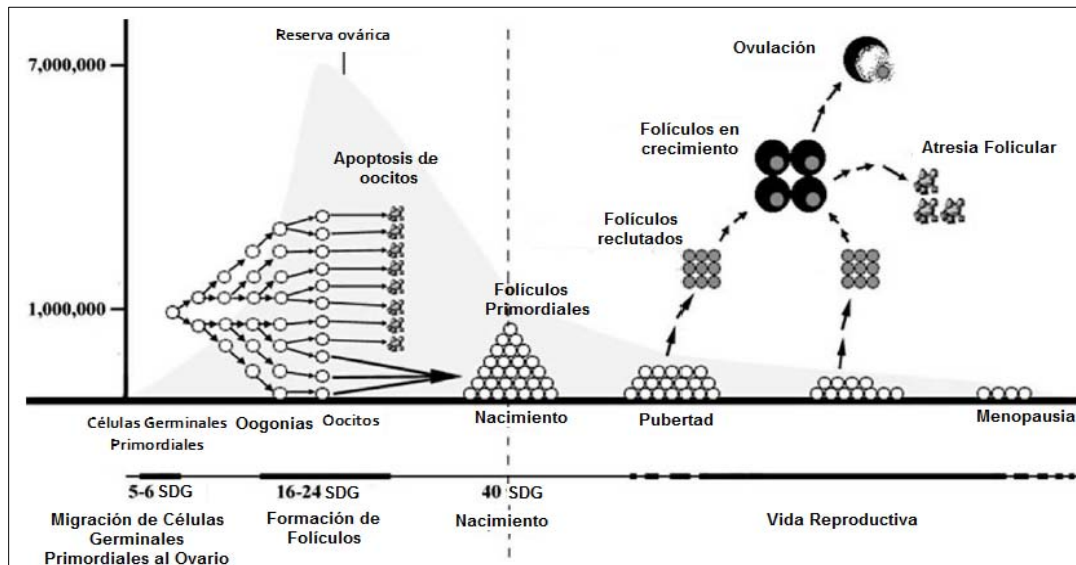 Reserva ovárica
7,000,000
Ovulación
Folículos en
crecimiento
Atresia Folicular
Apoptosis de
oocitos
Folículos
reclutados
Folículos
Primordiales
1,000,000
Células Germinales
Primordiales
Oogonias
Oocitos
Nacimiento
Pubertad
Menopausia
5-6 SDG
16-24 SDG
40 SDG
Migración de Células
Germinales
Primordiales al Ovario
Formación de
Folículos
Nacimiento
Vida Reproductiva